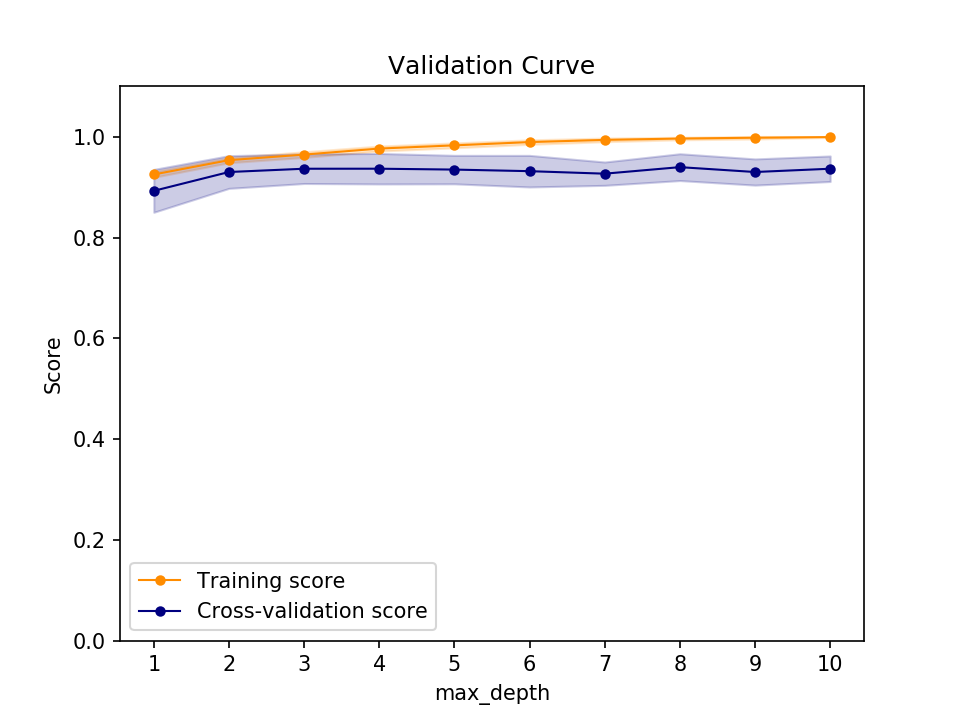 Validation Curve
1.0
0.8
0.6
0.4
0.2
0.0
Score
Training score
Cross-validation score
1 2 3 4 5 6 7 8 9 10
max_depth